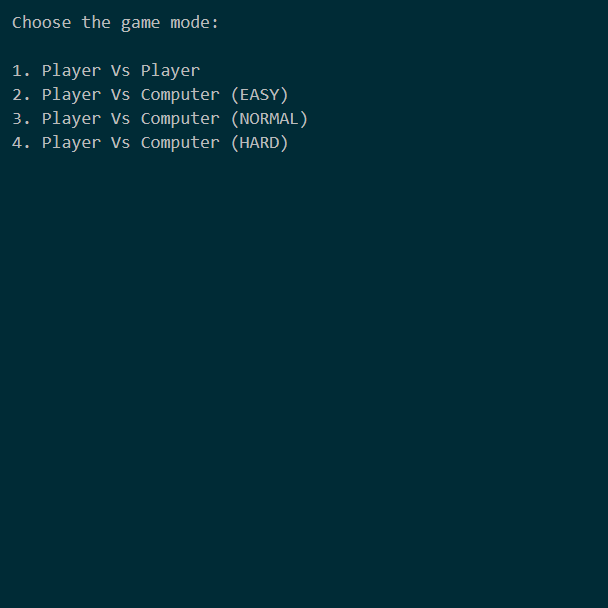 Choose the game mode:
1. Player Vs Player
2. Player Vs Computer (EASY)
3. Player Vs Computer (NORMAL)
4. Player Vs Computer (HARD)